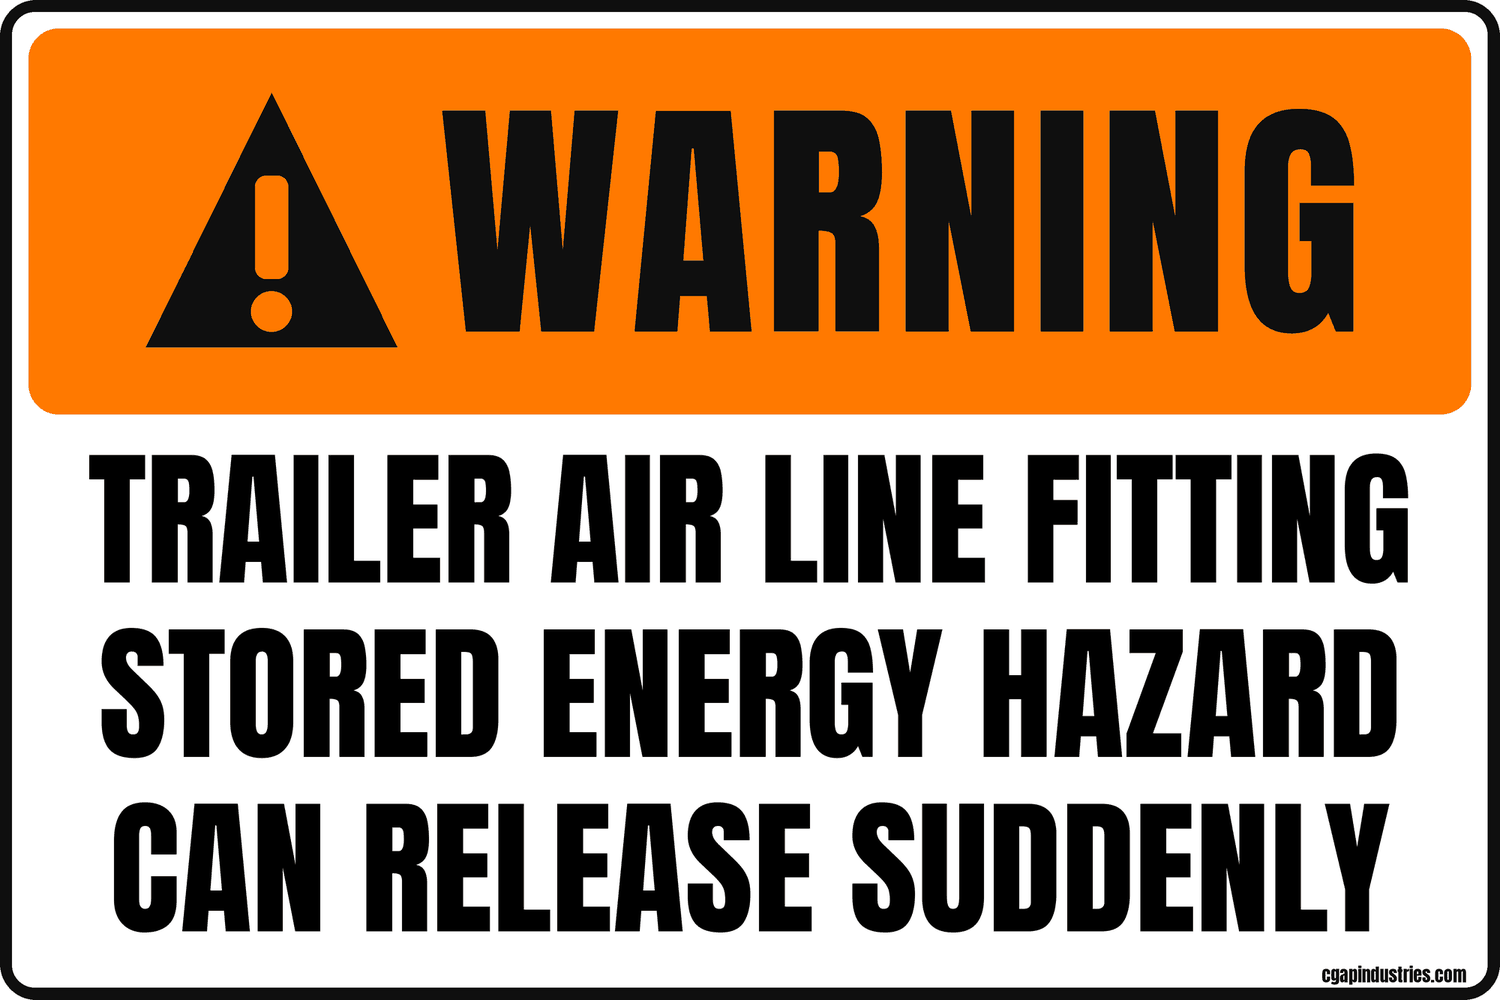 WARNING
TRAILER AIR LINE FITTING
STORED ENERGY HAZARD
CAN RELEASE SUDDENLY
cgapindustries.com